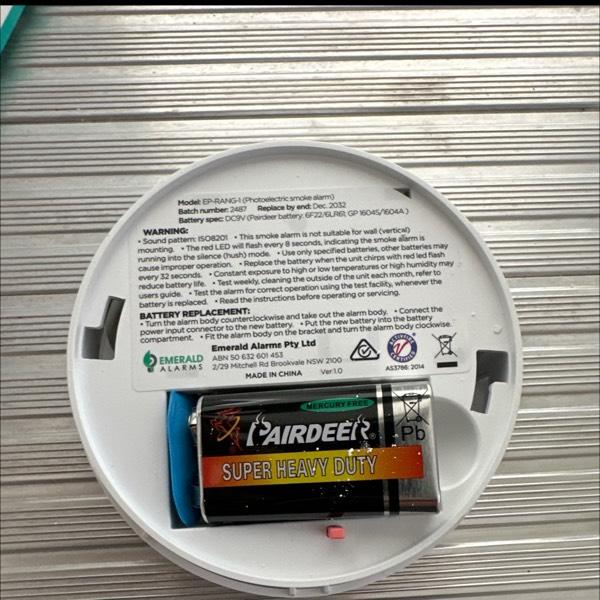 Model: EP-RANG-1 (Photoelectric smoke alarm)
Batch number: 2487 Replace by end: Dec. 2032
Battery spec: DC9V (Pairdeer battery: 6F22/6LR61; GP 1604S/1604A )
WARNING:
• Sound pattern: ISO8201 • This smoke alarm is not suitable for wall (vertical)
mounting. • The red LED will flash every 8 seconds, indicating the smoke alarm is
running into the silence (hush) mode. • Use only specified batteries, other batteries may
cause improper operation. • Replace the battery when the unit chirps with red led flash
every 32 seconds. • Constant exposure to high or low temperatures or high humidity may
reduce battery life. • Test weekly, cleaning the outside of the unit each month, refer to
users guide. • Test the alarm for correct operation using the test facility, whenever the
battery is replaced. • Read the instructions before operating or servicing.
BATTERY REPLACEMENT:
• Turn the alarm body counterclockwise and take out the alarm body. • Connect the
power input connector to the new battery. • Put the new battery into the battery
compartment. • Fit the alarm body on the bracket and turn the alarm body clockwise.
EMERALD
ALARMS
Emerald Alarms Pty Ltd
ABN 50 632 601 453
2/29 Mitchell Rd Brookvale NSW 2100
MADE IN CHINA Ver:1.0
ACTIVFIRE
CERTIFIED
AS3786: 2014
MERCURY FREE
PAIRDEER®
SUPER HEAVY DUTY
Pb